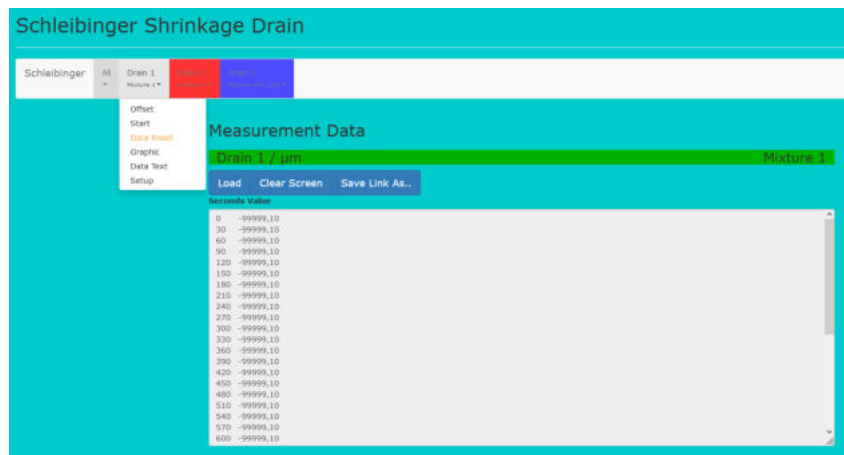 Schleibinger Shrinkage Drain
Schleibinger
All
Drain 1
Mixture 1
Offset
Start
Data Reset
Graphic
Data Text
Setup
Measurement Data
Drain 1 / µm Mixture 1
Load Clear Screen Save Link As..
Seconds Value
0 -99999,10
30 -99999,10
60 -99999,10
90 -99999,10
120 -99999,10
150 -99999,10
180 -99999,10
210 -99999,10
240 -99999,10
270 -99999,10
300 -99999,10
330 -99999,10
360 -99999,10
390 -99999,10
420 -99999,10
450 -99999,10
480 -99999,10
510 -99999,10
540 -99999,10
570 -99999,10
600 -99999,10